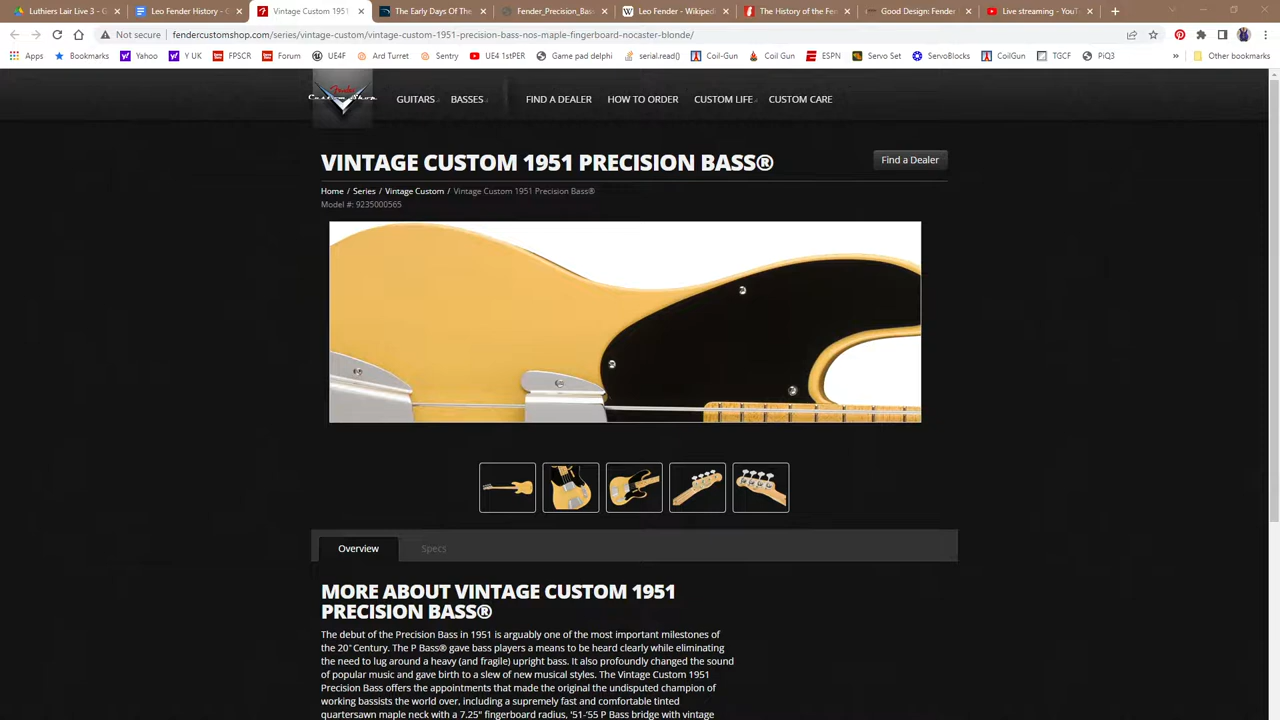 Luthiers Lair Live 3 - G
Leo Fender History - G
Vintage Custom 1951
The Early Days Of The
Fender_Precision_Bas
Leo Fender - Wikiped
The History of the Fen
Good Design: Fender
Live streaming - YouT
Not secure | fendercustomshop.com/series/vintage-custom/vintage-custom-1951-precision-bass-nos-maple-fingerboard-nocaster-blonde/
Apps Bookmarks Yahoo Y UK FPSCR Forum UE4F Ard Turret Sentry UE4 1stPER Game pad delphi serial.read() Coil-Gun Coil Gun ESPN Servo Set ServoBlocks CoilGun TGCF PiQ3 » Other bookmarks
Fender
Custom Shop
GUITARS BASSES FIND A DEALER HOW TO ORDER CUSTOM LIFE CUSTOM CARE
VINTAGE CUSTOM 1951 PRECISION BASS®
Find a Dealer
Home / Series / Vintage Custom / Vintage Custom 1951 Precision Bass®
Model #: 9235000565
Overview Specs
MORE ABOUT VINTAGE CUSTOM 1951
PRECISION BASS®
The debut of the Precision Bass in 1951 is arguably one of the most important milestones of
the 20th Century. The P Bass® gave bass players a means to be heard clearly while eliminating
the need to lug around a heavy (and fragile) upright bass. It also profoundly changed the sound
of popular music and gave birth to a slew of new musical styles. The Vintage Custom 1951
Precision Bass offers the appointments that made the original the undisputed champion of
working bassists the world over, including a supremely fast and comfortable tinted
quartersawn maple neck with a 7.25" fingerboard radius, '51-'55 P Bass bridge with vintage